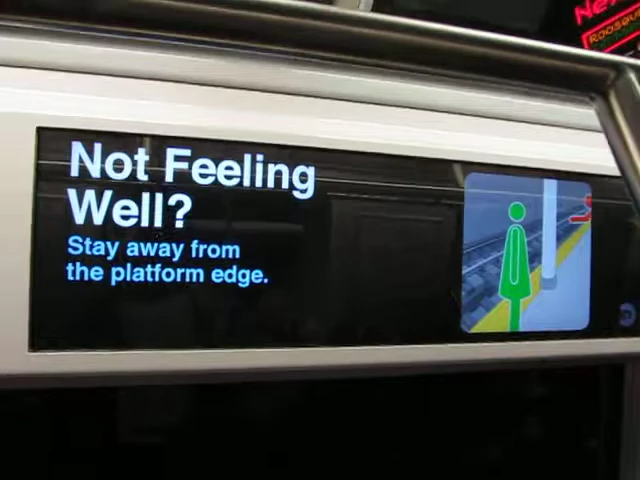 Not Feeling
Well?
Stay away from
the platform edge.